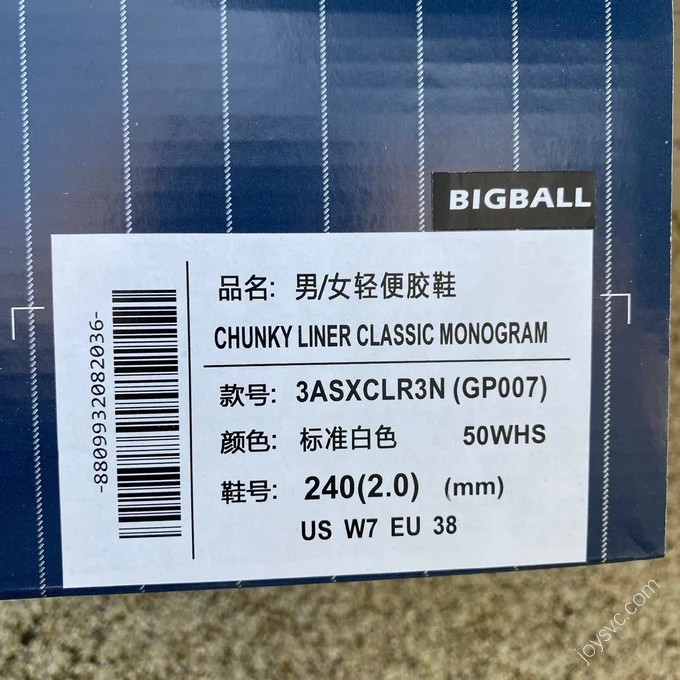 BIGBALL
品名: 男/女轻便胶鞋
CHUNKY LINER CLASSIC MONOGRAM
款号: 3ASXCLR3N (GP007)
颜色: 标准白色 50WHS
鞋号: 240(2.0) (mm)
US W7 EU 38
-8809932082036-
joysvc.com